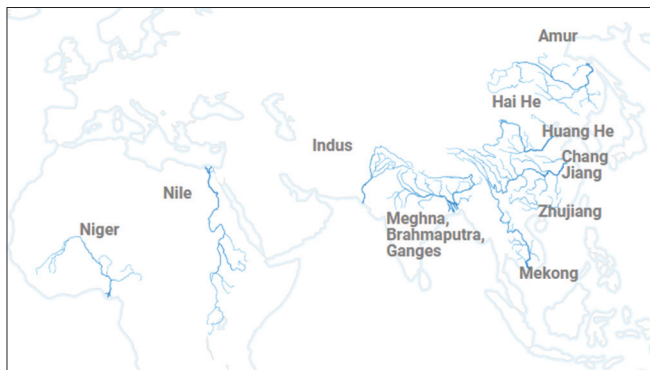 Amur
Hai He
Huang He
Indus
Chang
Jiang
Nile
Zhujiang
Niger
Meghna,
Brahmaputra,
Ganges
Mekong